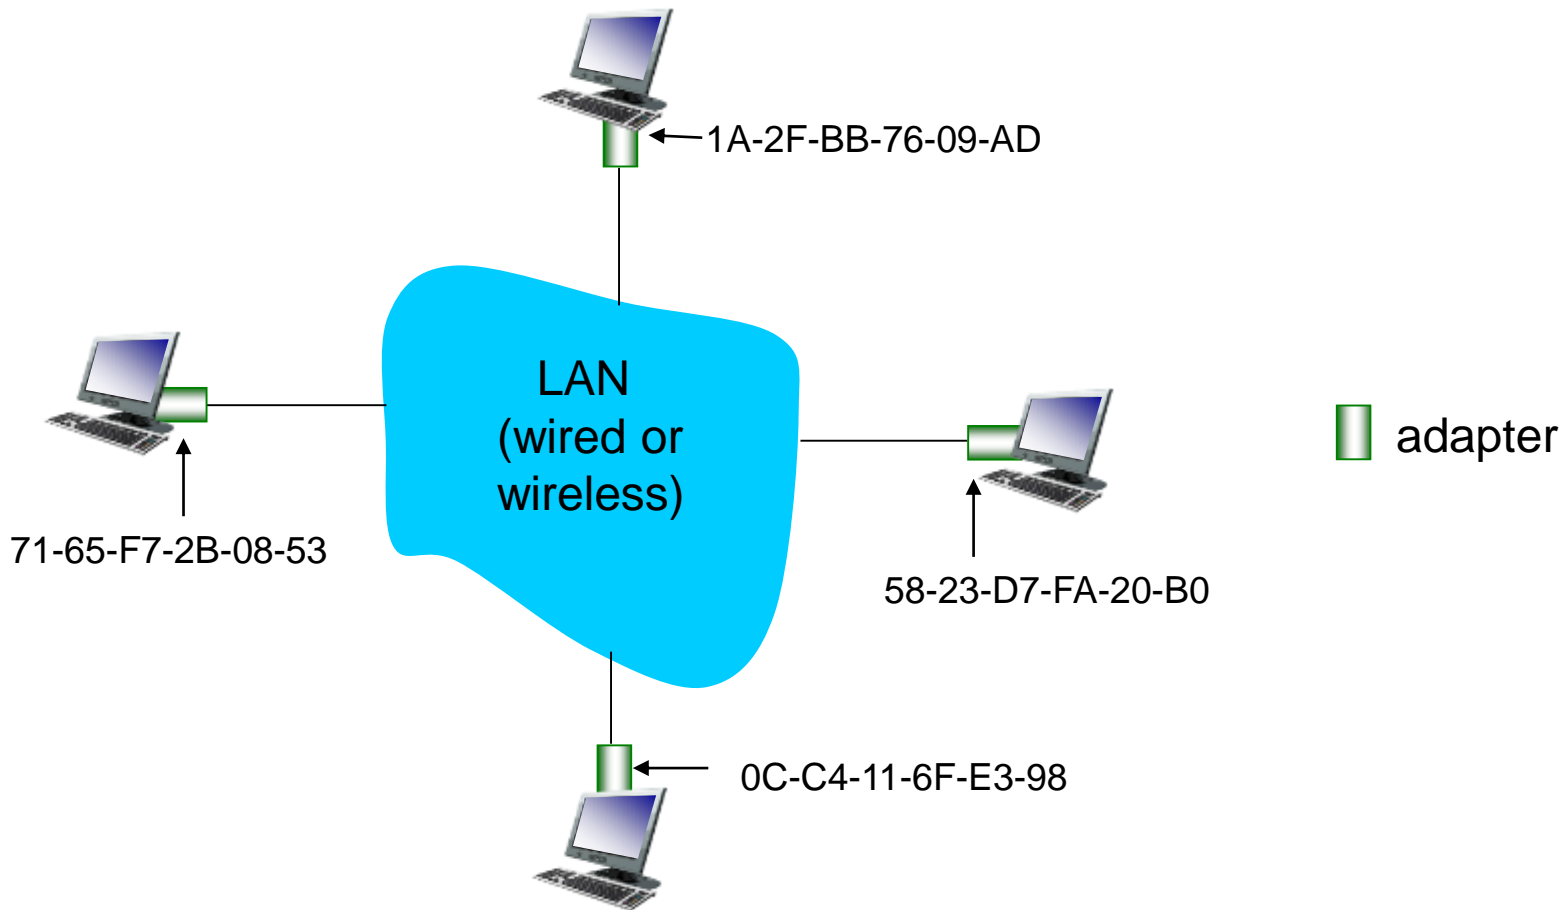 1A-2F-BB-76-09-AD
LAN
(wired or
wireless)
adapter
71-65-F7-2B-08-53
58-23-D7-FA-20-B0
0C-C4-11-6F-E3-98